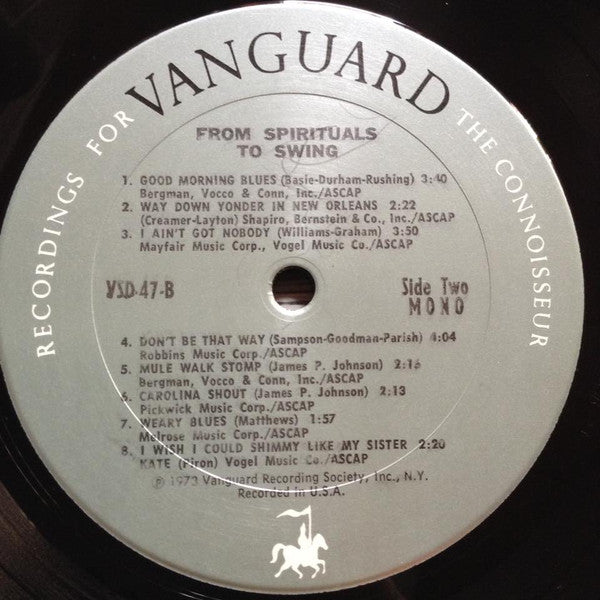 RECORDINGS FOR VANGUARD THE CONNOISSEUR
FROM SPIRITUALS
TO SWING
1. GOOD MORNING BLUES (Basie-Durham-Rushing) 3:40
Bergman, Vocco & Conn, Inc./ASCAP
2. WAY DOWN YONDER IN NEW ORLEANS 2:22
(Creamer-Layton) Shapiro, Bernstein & Co., Inc./ASCAP
3. I AIN'T GOT NOBODY (Williams-Graham) 3:50
Mayfair Music Corp., Vogel Music Co./ASCAP
VSD-47-B
Side Two
MONO
4. DON'T BE THAT WAY (Sampson-Goodman-Parish) 4:04
Robbins Music Corp./ASCAP
5. MULE WALK STOMP (James P. Johnson) 2:16
Bergman, Vocco & Conn, Inc./ASCAP
6. CAROLINA SHOUT (James P. Johnson) 2:13
Pickwick Music Corp./ASCAP
7. WEARY BLUES (Matthews) 1:57
Melrose Music Corp./ASCAP
8. I WISH I COULD SHIMMY LIKE MY SISTER 2:20
KATE (Piron) Vogel Music Co./ASCAP
℗ 1973 Vanguard Recording Society, Inc., N.Y.
Recorded in U.S.A.